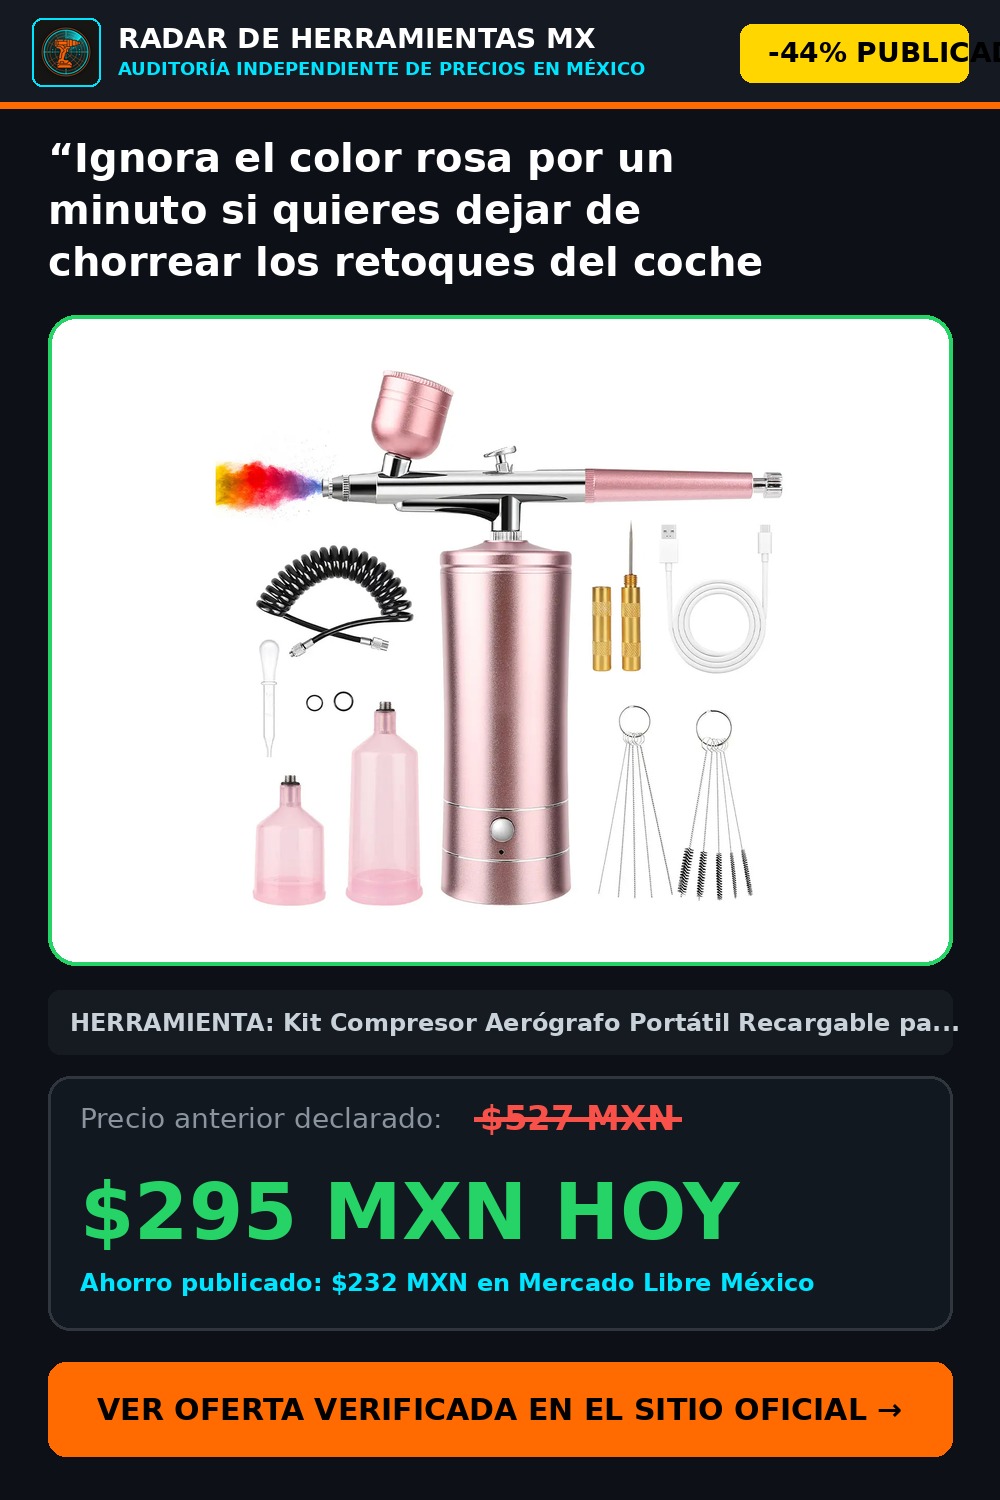 RADAR DE HERRAMIENTAS MX
AUDITORÍA INDEPENDIENTE DE PRECIOS EN MÉXICO
-44% PUBLICA
“Ignora el color rosa por un
minuto si quieres dejar de
chorrear los retoques del coche
HERRAMIENTA: Kit Compresor Aerógrafo Portátil Recargable pa...
Precio anterior declarado: $527 MXN
$295 MXN HOY
Ahorro publicado: $232 MXN en Mercado Libre México
VER OFERTA VERIFICADA EN EL SITIO OFICIAL →